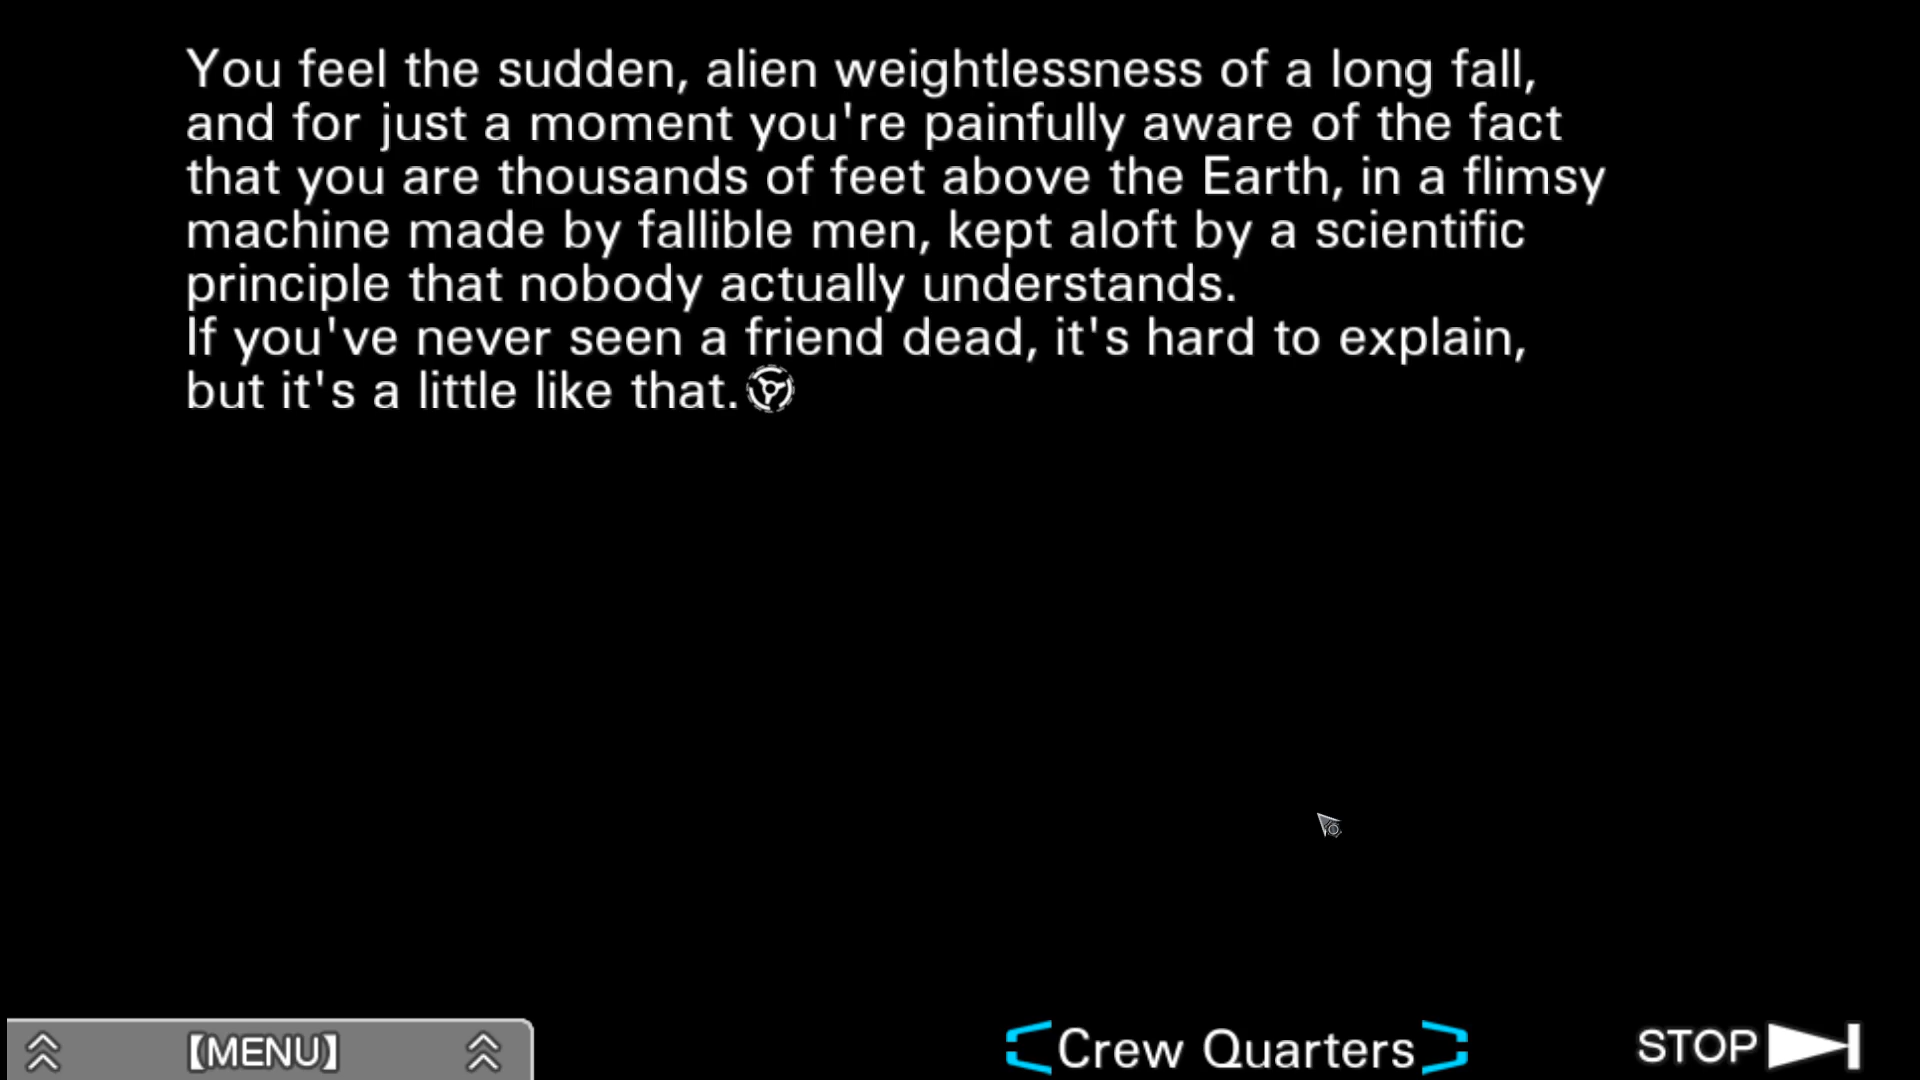 You feel the sudden, alien weightlessness of a long fall,
and for just a moment you're painfully aware of the fact
that you are thousands of feet above the Earth, in a flimsy
machine made by fallible men, kept aloft by a scientific
principle that nobody actually understands.
If you've never seen a friend dead, it's hard to explain,
but it's a little like that.
【MENU】
Crew Quarters
STOP